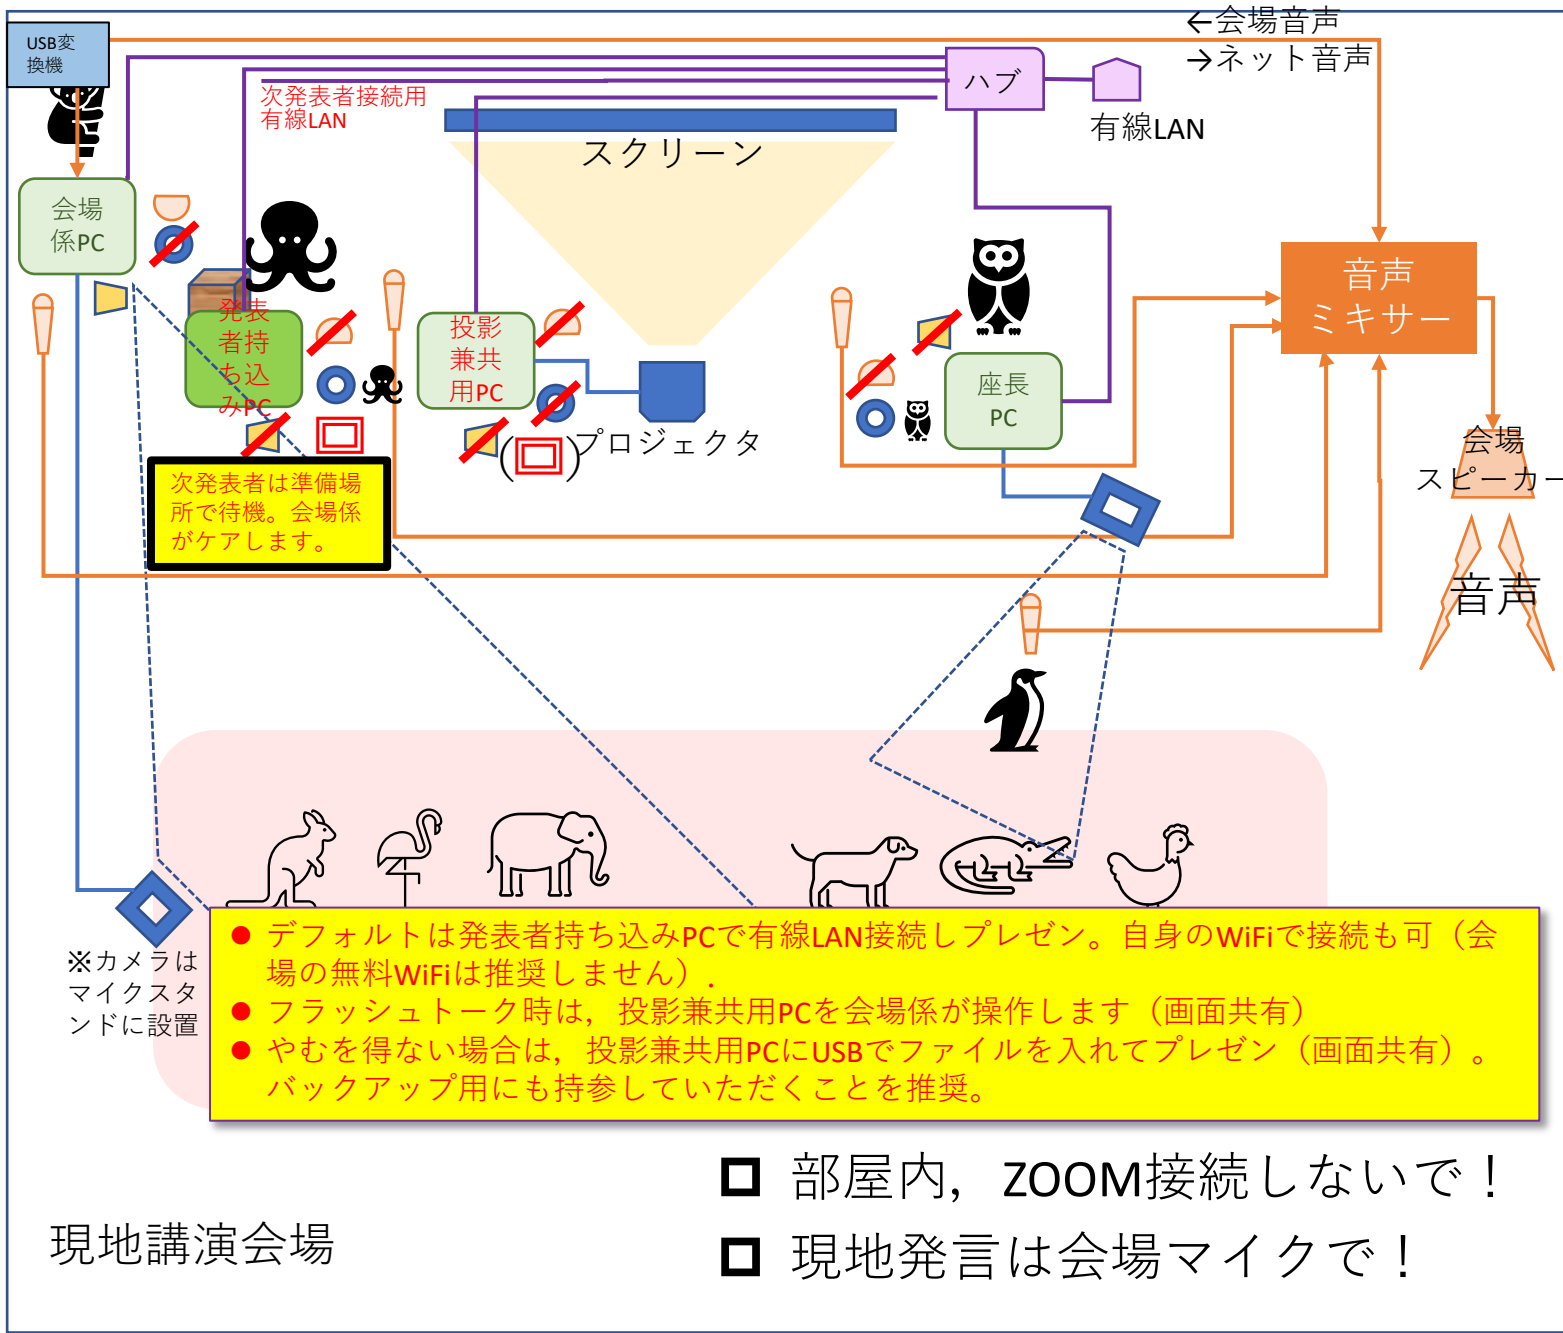 USB変
換機
←会場音声
→ネット音声
ハブ
次発表者接続用
有線LAN
有線LAN
スクリーン
会場
係PC
発表
者持
ち込
みPC
投影
兼共
用PC
座長
PC
音声
ミキサー
(
)
プロジェクタ
会場
スピーカー
次発表者は準備場
所で待機。会場係
がケアします。
音声
※カメラは
マイクスタ
ンドに設置
● デフォルトは発表者持ち込みPCで有線LAN接続しプレゼン。自身のWiFiで接続も可（会
場の無料WiFiは推奨しません）.
● フラッシュトーク時は，投影兼共用PCを会場係が操作します（画面共有）
● やむを得ない場合は，投影兼共用PCにUSBでファイルを入れてプレゼン（画面共有）。
バックアップ用にも持参していただくことを推奨。
部屋内，ZOOM接続しないで！
現地講演会場
現地発言は会場マイクで！